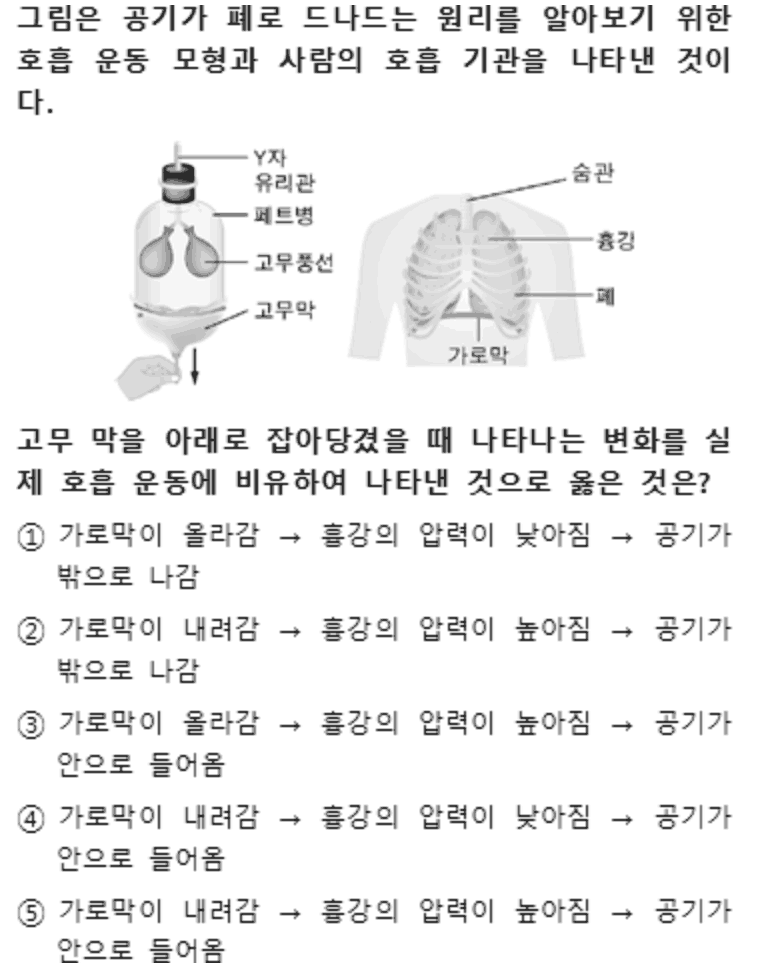 그림은 공기가 폐로 드나드는 원리를 알아보기 위한
호흡 운동 모형과 사람의 호흡 기관을 나타낸 것이
다.
Y자
유리관
페트병
고무풍선
고무막
숨관
흉강
폐
가로막
고무 막을 아래로 잡아당겼을 때 나타나는 변화를 실
제 호흡 운동에 비유하여 나타낸 것으로 옳은 것은?
① 가로막이 올라감 → 흉강의 압력이 낮아짐 → 공기가
밖으로 나감
② 가로막이 내려감 → 흉강의 압력이 높아짐 → 공기가
밖으로 나감
③ 가로막이 올라감 → 흉강의 압력이 높아짐 → 공기가
안으로 들어옴
④ 가로막이 내려감 → 흉강의 압력이 낮아짐 → 공기가
안으로 들어옴
⑤ 가로막이 내려감 → 흉강의 압력이 높아짐 → 공기가
안으로 들어옴